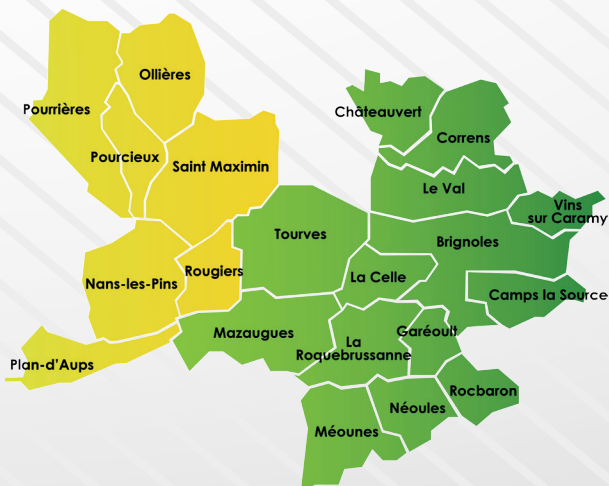 Ollières
Pourrières
Châteauvert
Correns
Pourcieux
Saint Maximin
Le Val
Vins
sur Caramy
Tourves
Brignoles
Rougiers
La Celle
Nans-les-Pins
Camps la Source
Mazaugues
La
Roquebrussanne
Garéoult
Plan-d'Aups
Rocbaron
Néoules
Méounes